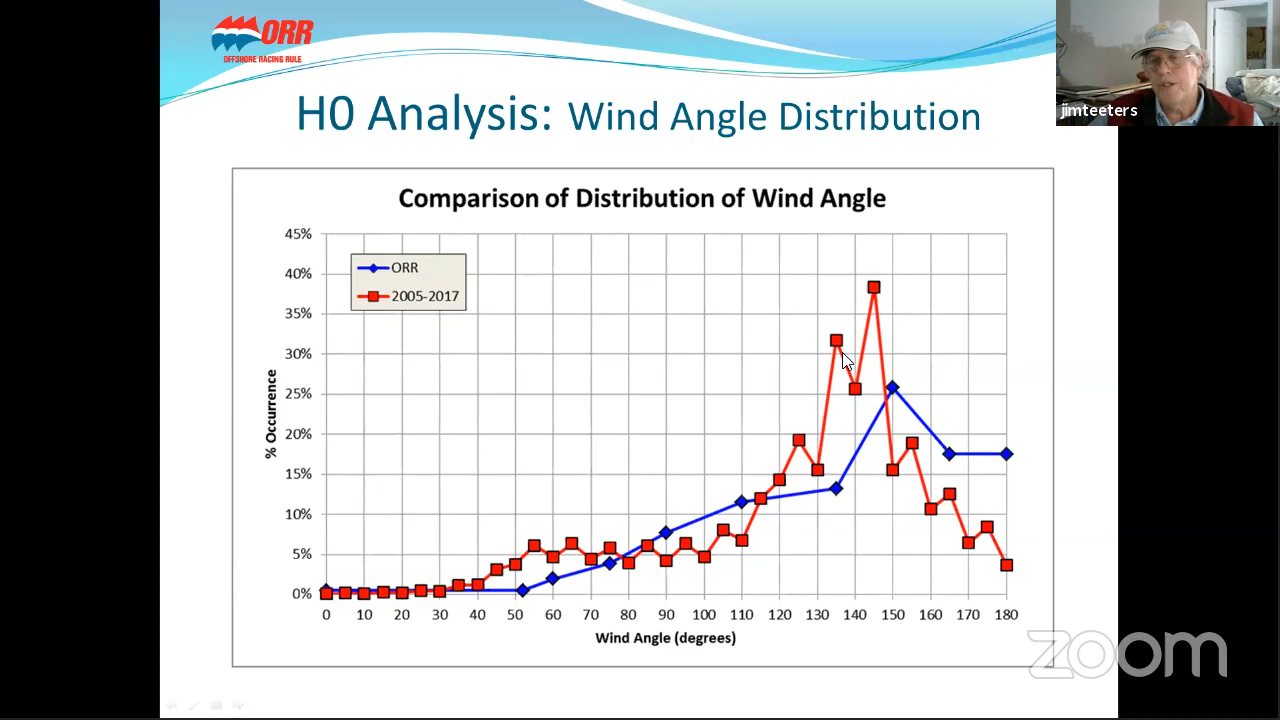 ORR
OFFSHORE RACING RULE
jimteeters
H0 Analysis: Wind Angle Distribution
Comparison of Distribution of Wind Angle
45%
40%
35%
30%
25%
20%
15%
10%
5%
0%
ORR
2005-2017
% Occurrence
0 10 20 30 40 50 60 70 80 90 100 110 120 130 140 150 160 170 180
Wind Angle (degrees)
zoom